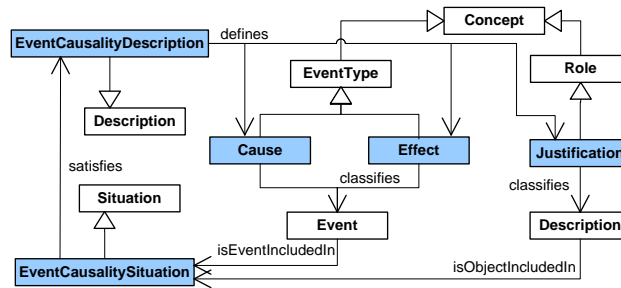 Concept
EventCausalityDescription
defines
EventType
Role
Description
Cause
Effect
Justification
satisfies
classifies
classifies
Situation
Event
Description
isEventIncludedIn
EventCausalitySituation
isObjectIncludedIn